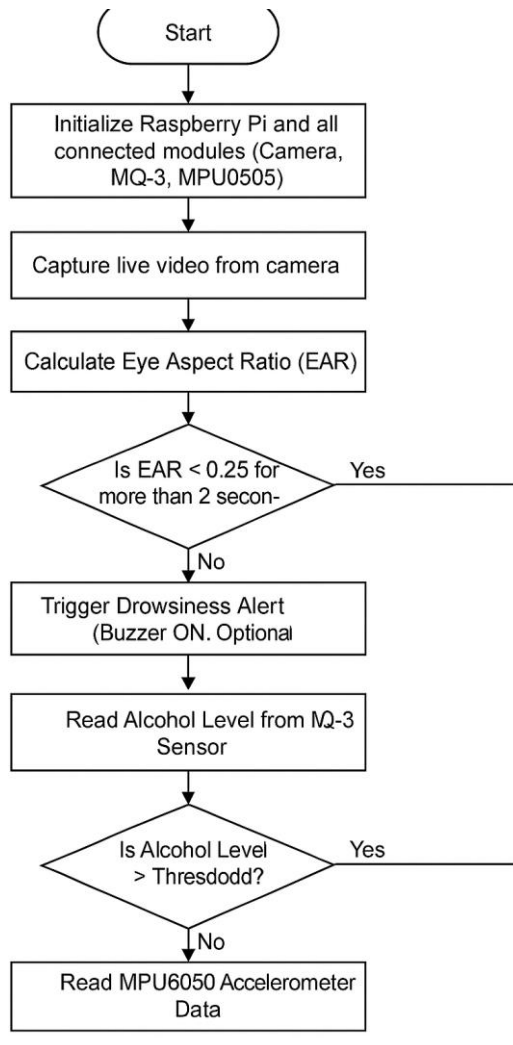 Start
Initialize Raspberry Pi and all
connected modules (Camera,
MQ-3, MPU0505)
Capture live video from camera
Calculate Eye Aspect Ratio (EAR)
Is EAR < 0.25 for
more than 2 secon-
Yes
No
Trigger Drowsiness Alert
(Buzzer ON. Optional
Read Alcohol Level from MQ-3
Sensor
Is Alcohol Level
> Thresdodd?
Yes
No
Read MPU6050 Accelerometer
Data